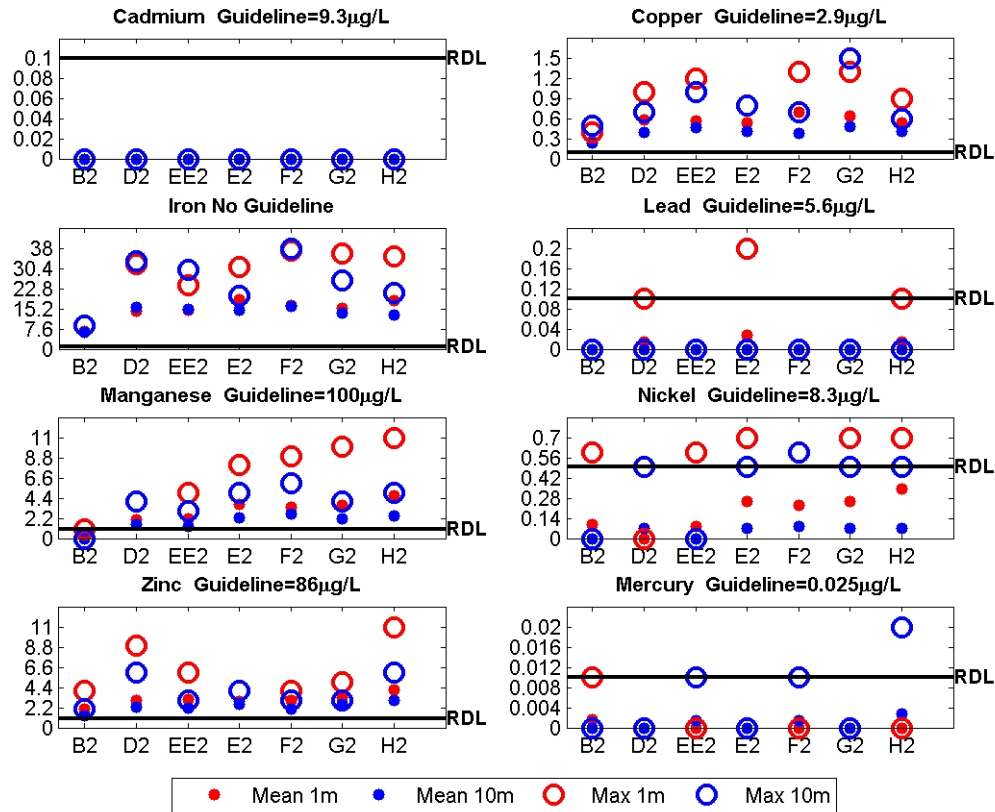 Cadmium Guideline=9.3μg/L
0.1
0.08
0.06
0.04
0.02
0
RDL
B2 D2 EE2 E2 F2 G2 H2
Copper Guideline=2.9μg/L
1.5
1.2
0.9
0.6
0.3
0
RDL
B2 D2 EE2 E2 F2 G2 H2
Iron No Guideline
38
30.4
22.8
15.2
7.6
0
RDL
B2 D2 EE2 E2 F2 G2 H2
Lead Guideline=5.6μg/L
0.2
0.16
0.12
0.08
0.04
0
RDL
B2 D2 EE2 E2 F2 G2 H2
Manganese Guideline=100μg/L
11
8.8
6.6
4.4
2.2
0
RDL
B2 D2 EE2 E2 F2 G2 H2
Nickel Guideline=8.3μg/L
0.7
0.56
0.42
0.28
0.14
0
RDL
B2 D2 EE2 E2 F2 G2 H2
Zinc Guideline=86μg/L
11
8.8
6.6
4.4
2.2
0
RDL
B2 D2 EE2 E2 F2 G2 H2
Mercury Guideline=0.025μg/L
0.02
0.016
0.012
0.008
0.004
0
RDL
B2 D2 EE2 E2 F2 G2 H2
Mean 1m Mean 10m Max 1m Max 10m